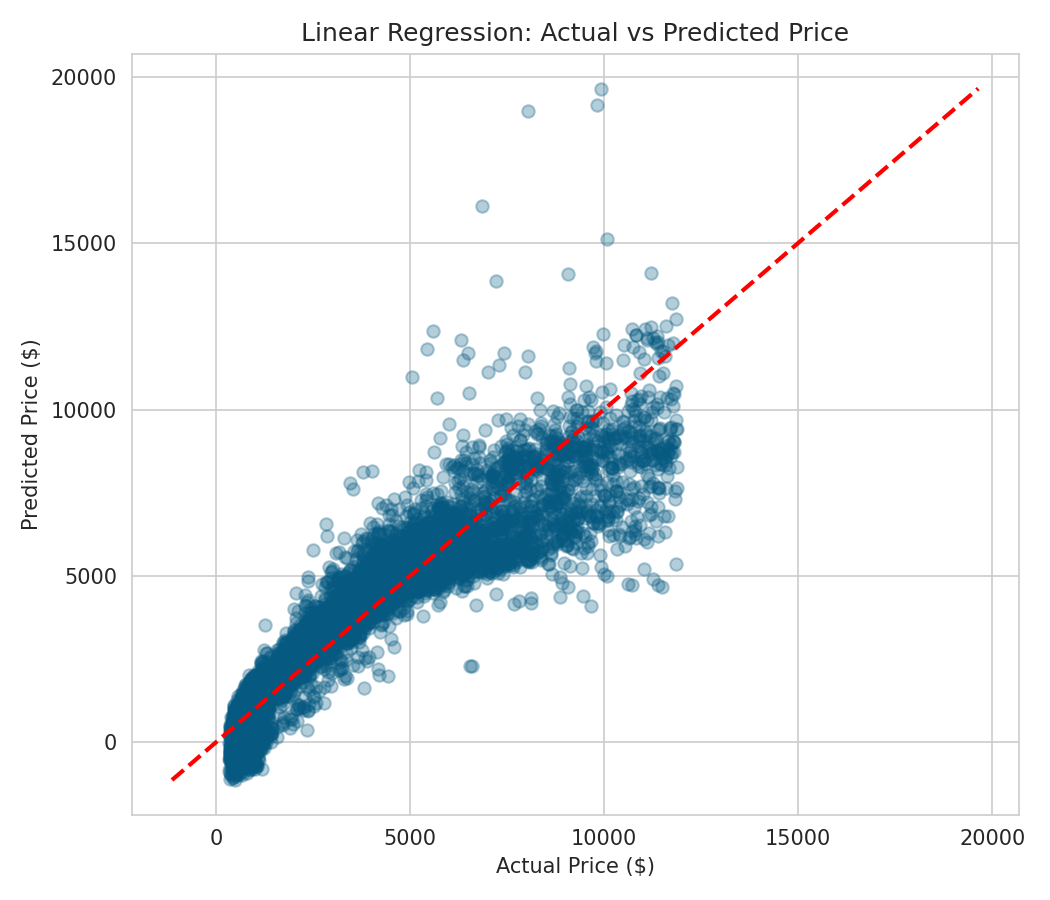 Linear Regression: Actual vs Predicted Price
Predicted Price ($)
20000
15000
10000
5000
0
0 5000 10000 15000 20000
Actual Price ($)